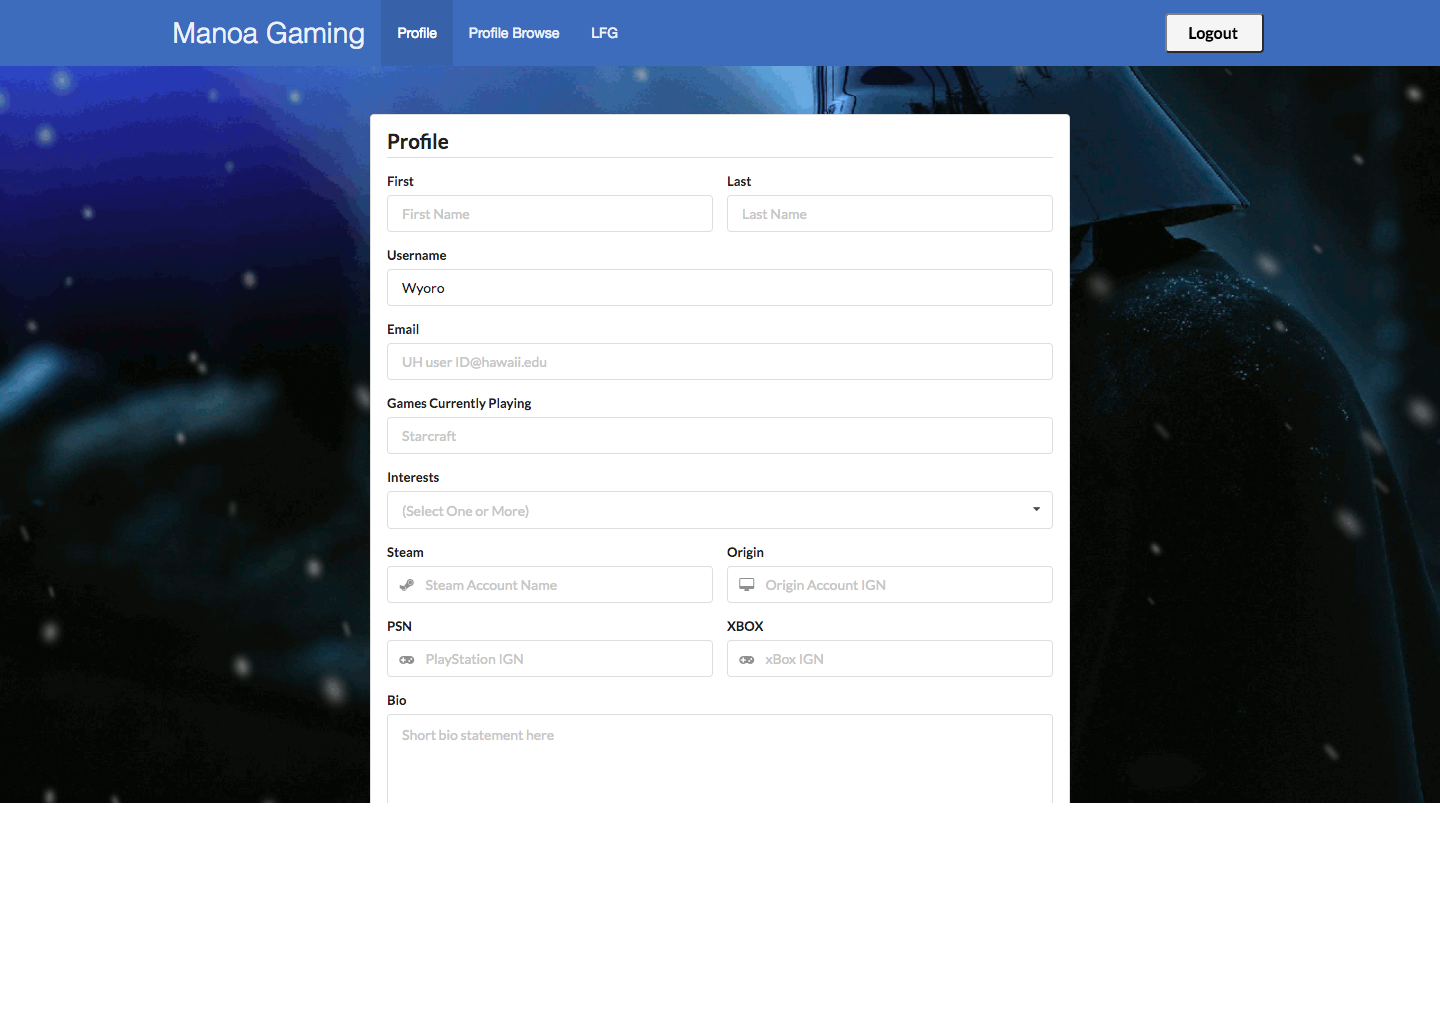 Manoa Gaming Profile Profile Browse LFG Logout
Profile
First Last
First Name Last Name
Username
Wyoro
Email
UH user ID@hawaii.edu
Games Currently Playing
Starcraft
Interests
(Select One or More)
Steam Origin
Steam Account Name Origin Account IGN
PSN XBOX
PlayStation IGN xBox IGN
Bio
Short bio statement here